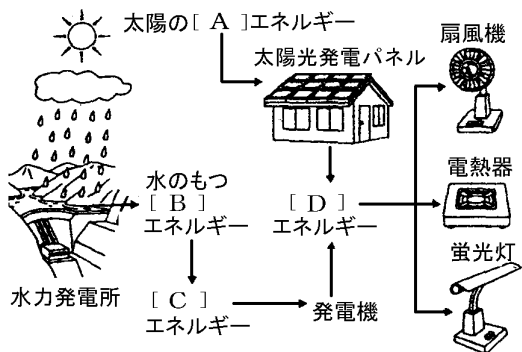 太陽の[ A ]エネルギー
太陽光発電パネル
扇風機
水のもつ
[ B ]
エネルギー
[ D ]
エネルギー
電熱器
水力発電所
[ C ]
エネルギー
発電機
蛍光灯